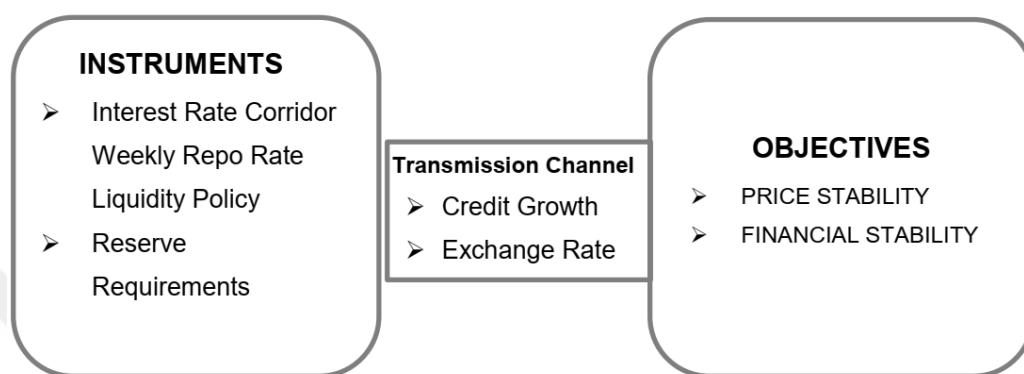 INSTRUMENTS
➢ Interest Rate Corridor
Weekly Repo Rate
Liquidity Policy
➢ Reserve
Requirements
Transmission Channel
➢ Credit Growth
➢ Exchange Rate
OBJECTIVES
➢ PRICE STABILITY
➢ FINANCIAL STABILITY